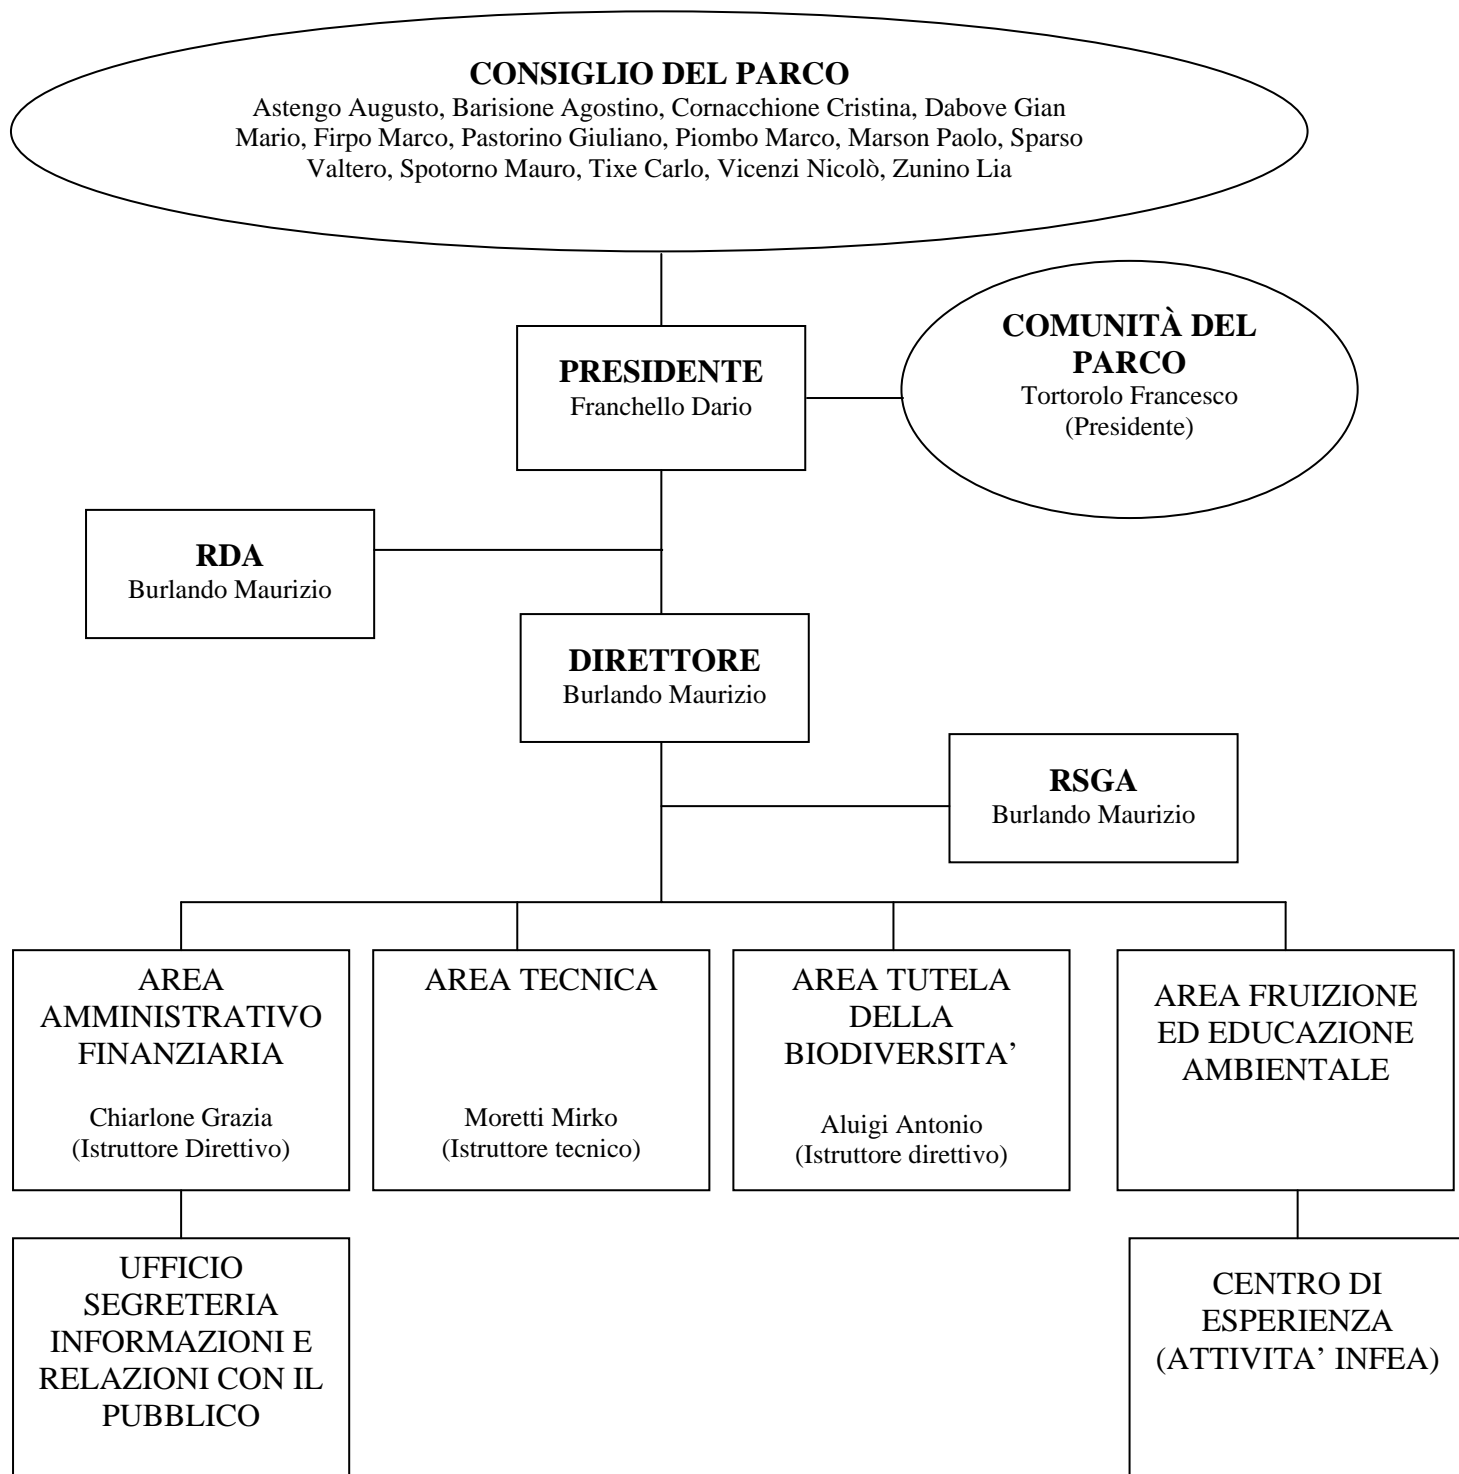 CONSIGLIO DEL PARCO
Astengo Augusto, Barisione Agostino, Cornacchione Cristina, Dabove Gian
Mario, Firpo Marco, Pastorino Giuliano, Piombo Marco, Marson Paolo, Sparso
Valtero, Spotorno Mauro, Tixe Carlo, Vicenzi Nicolò, Zunino Lia
COMUNITÀ DEL
PARCO
Tortorolo Francesco
(Presidente)
PRESIDENTE
Franchello Dario
RDA
Burlando Maurizio
DIRETTORE
Burlando Maurizio
RSGA
Burlando Maurizio
AREA
AMMINISTRATIVO
FINANZIARIA
Chiarlone Grazia
(Istruttore Direttivo)
AREA TECNICA
Moretti Mirko
(Istruttore tecnico)
AREA TUTELA
DELLA
BIODIVERSITA’
Aluigi Antonio
(Istruttore direttivo)
AREA FRUIZIONE
ED EDUCAZIONE
AMBIENTALE
UFFICIO
SEGRETERIA
INFORMAZIONI E
RELAZIONI CON IL
PUBBLICO
CENTRO DI
ESPERIENZA
(ATTIVITA’ INFEA)